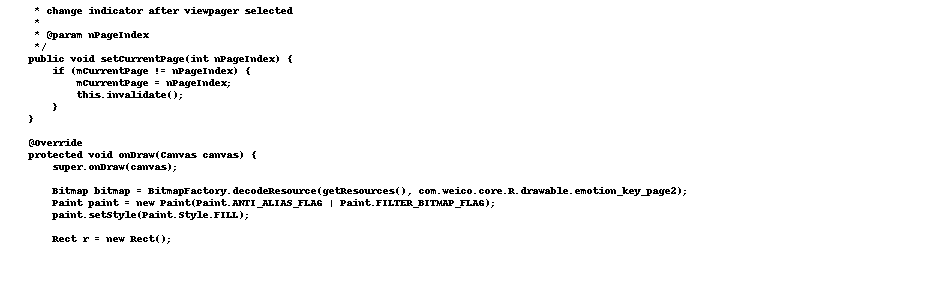 * change indicator after viewpager selected
*
* @param nPageIndex
*/
public void setCurrentPage(int nPageIndex) {
if (mCurrentPage != nPageIndex) {
mCurrentPage = nPageIndex;
this.invalidate();
}
}
@Override
protected void onDraw(Canvas canvas) {
super.onDraw(canvas);
Bitmap bitmap = BitmapFactory.decodeResource(getResources(), com.weico.core.R.drawable.emotion_key_page2);
Paint paint = new Paint(Paint.ANTI_ALIAS_FLAG | Paint.FILTER_BITMAP_FLAG);
paint.setStyle(Paint.Style.FILL);
Rect r = new Rect();